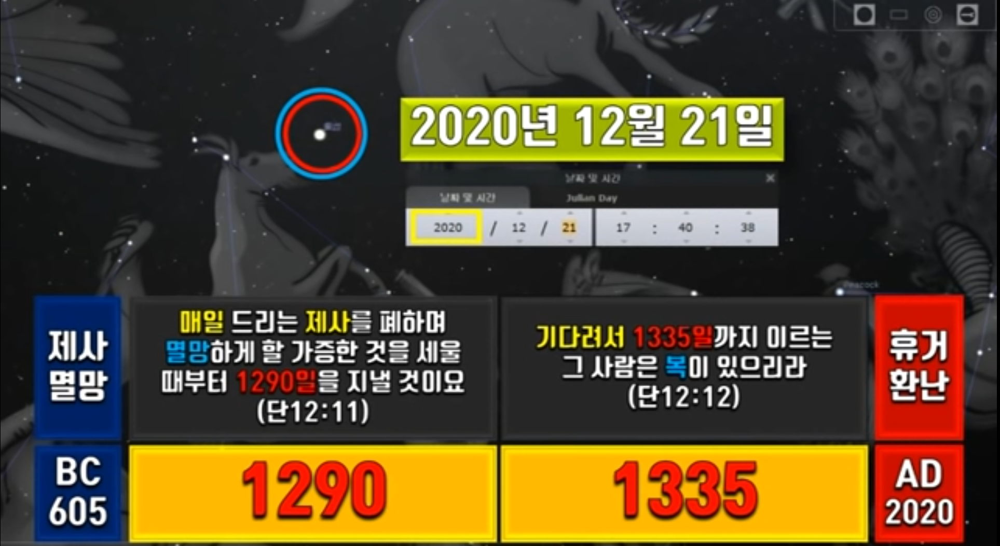 2020년 12월 21일
날짜 및 시간
날짜 및 시간 Julian Day
2020 / 12 / 21 17 : 40 : 38
Peacock
제사
멸망
매일 드리는 제사를 폐하며
멸망하게 할 가증한 것을 세울
때부터 1290일을 지낼 것이요
(단12:11)
기다려서 1335일까지 이르는
그 사람은 복이 있으리라
(단12:12)
휴거
환난
BC
605
1290
1335
AD
2020